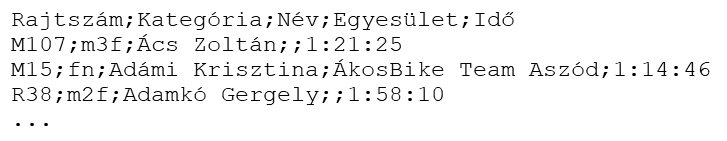 Rajtszám;Kategória;Név;Egyesület;Idő
M107;m3f;Ács Zoltán;;1:21:25
M15;fn;Adámi Krisztina;ÁkosBike Team Aszód;1:14:46
R38;m2f;Adamkó Gergely;;1:58:10
...